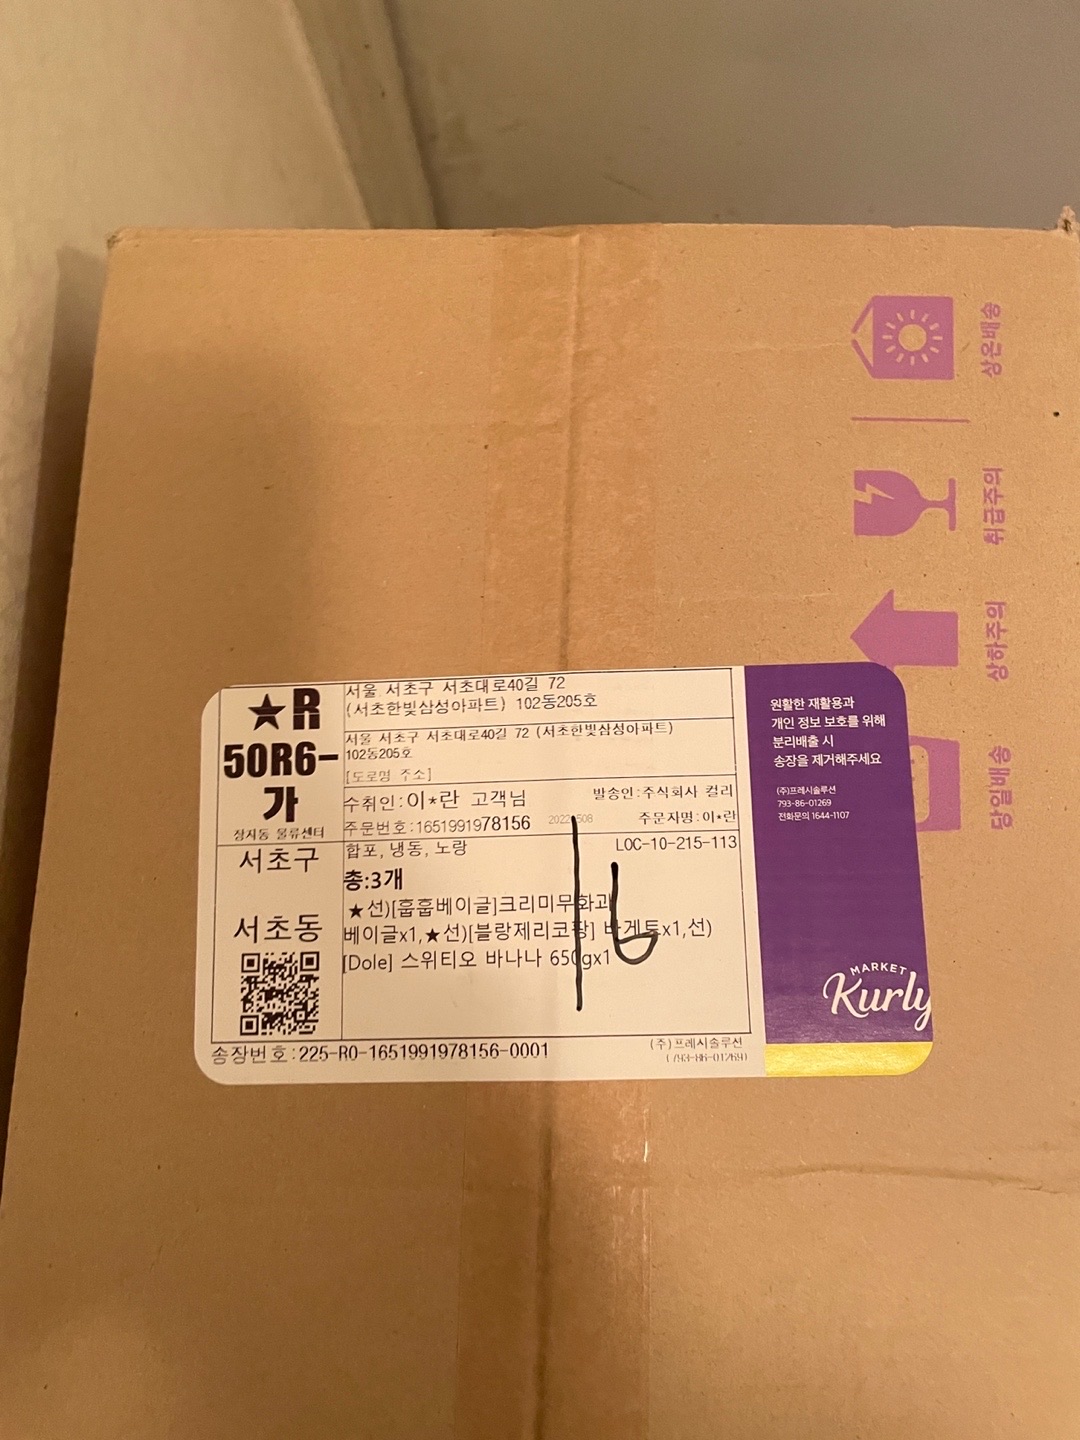 상온배송
취급주의
상하주의
당일배송
★R
50R6-
가
장지동 물류센터
서초구
서초동
서울 서초구 서초대로40길 72
(서초한빛삼성아파트) 102동205호
서울 서초구 서초대로40길 72 (서초한빛삼성아파트)
102동205호
[도로명 주소]
수취인:이*란 고객님
발송인:주식회사 컬리
주문번호:1651991978156
주문자명:이*란
합포, 냉동, 노랑
LOC-10-215-113
총:3개
★선)[훕훕베이글]크리미무화과
베이글x1,★선)[블랑제리코팡] 바게트x1,선)
[Dole] 스위티오 바나나 650gx1
16
송장번호:225-R0-1651991978156-0001
(주)프레시솔루션
(793-86-01269)
원활한 재활용과
개인 정보 보호를 위해
분리배출 시
송장을 제거해주세요
(주)프레시솔루션
793-86-01269
전화문의 1644-1107
MARKET
Kurly